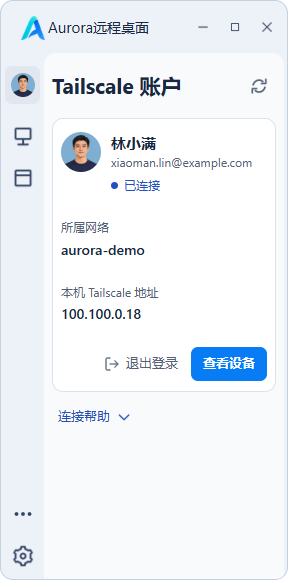 Aurora远程桌面
Tailscale 账户
林小满
xiaoman.lin@example.com
已连接
所属网络
aurora-demo
本机 Tailscale 地址
100.100.0.18
退出登录
查看设备
连接帮助